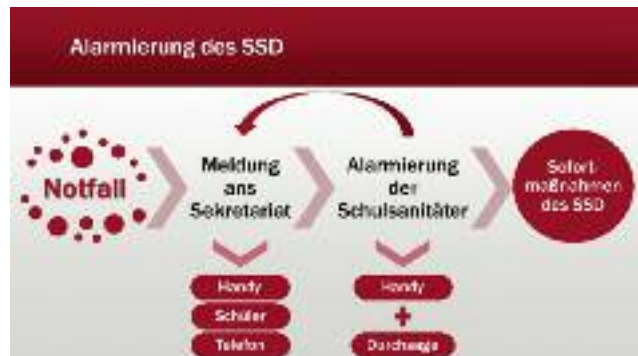 Alarmierung des SSD
Notfall
Meldung
ans
Sekretariat
Alarmierung
der
Schulsanitäter
Sofort-
maßnahmen
des SSD
Handy
Schüler
Telefon
Handy
+
Durchsage